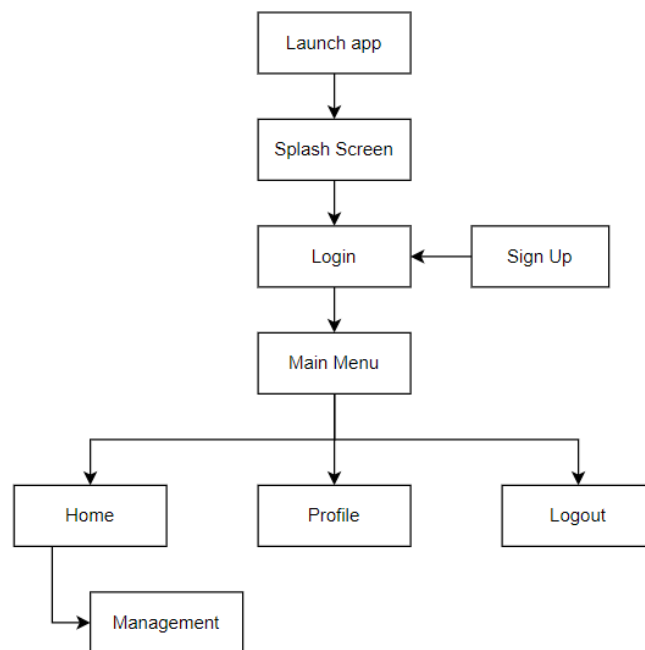 Launch app
Splash Screen
Login
Sign Up
Main Menu
Home
Profile
Logout
Management